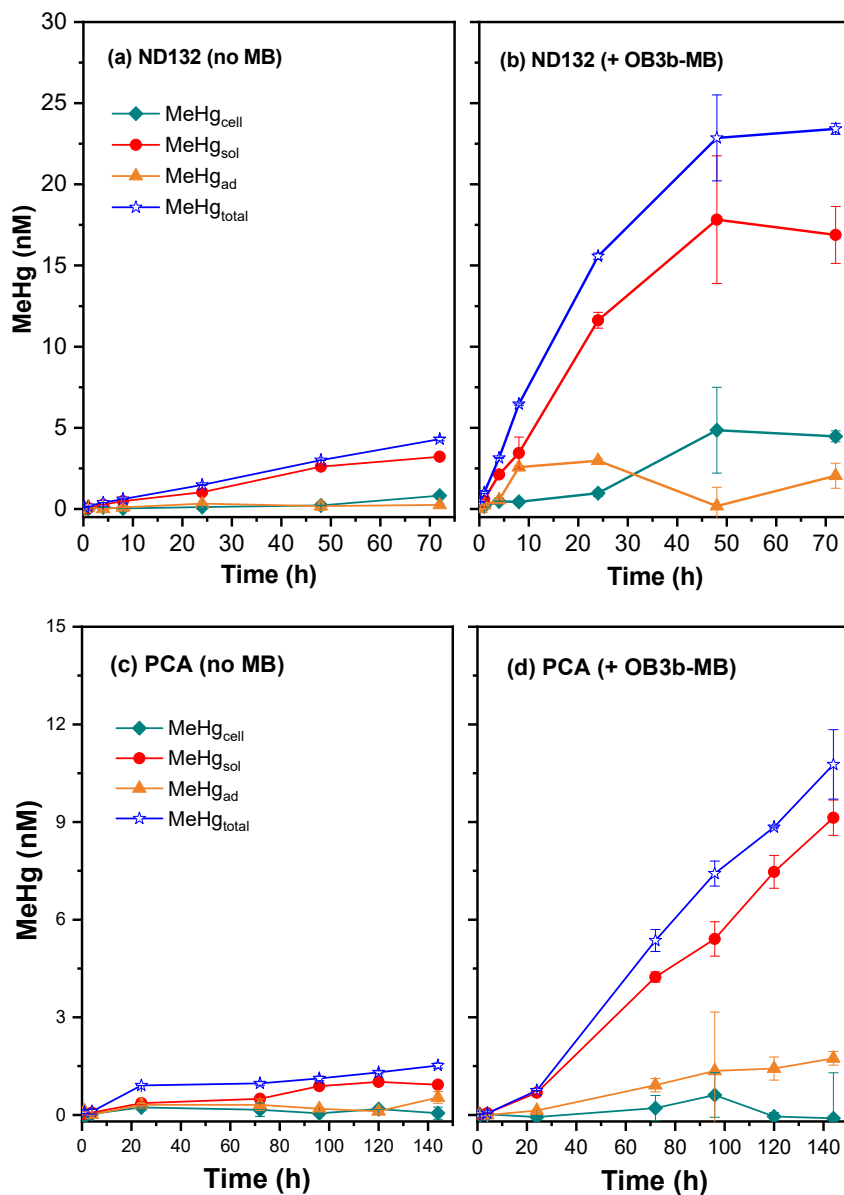 (a) ND132 (no MB)
MeHgcell
MeHgsol
MeHgad
MeHgtotal
MeHg (nM)
30
25
20
15
10
5
0
0 10 20 30 40 50 60 70
Time (h)
(b) ND132 (+ OB3b-MB)
0 10 20 30 40 50 60 70
Time (h)
(c) PCA (no MB)
MeHgcell
MeHgsol
MeHgad
MeHgtotal
MeHg (nM)
15
12
9
6
3
0
0 20 40 60 80 100 120 140
Time (h)
(d) PCA (+ OB3b-MB)
0 20 40 60 80 100 120 140
Time (h)